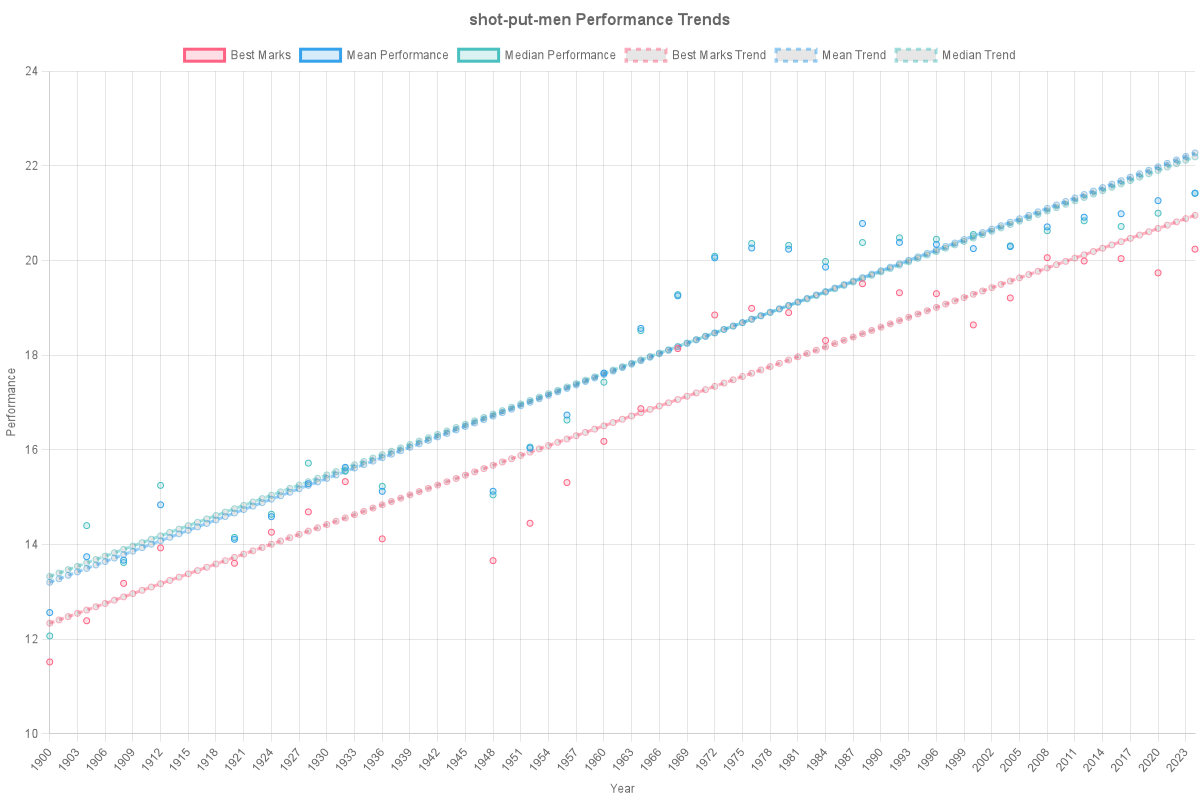 shot-put-men Performance Trends
Best Marks Mean Performance Median Performance Best Marks Trend Mean Trend Median Trend
24
22
20
18
16
14
12
10
Performance
1900 1903 1906 1909 1912 1915 1918 1921 1924 1927 1930 1933 1936 1939 1942 1945 1948 1951 1954 1957 1960 1963 1966 1969 1972 1975 1978 1981 1984 1987 1990 1993 1996 1999 2002 2005 2008 2011 2014 2017 2020 2023
Year